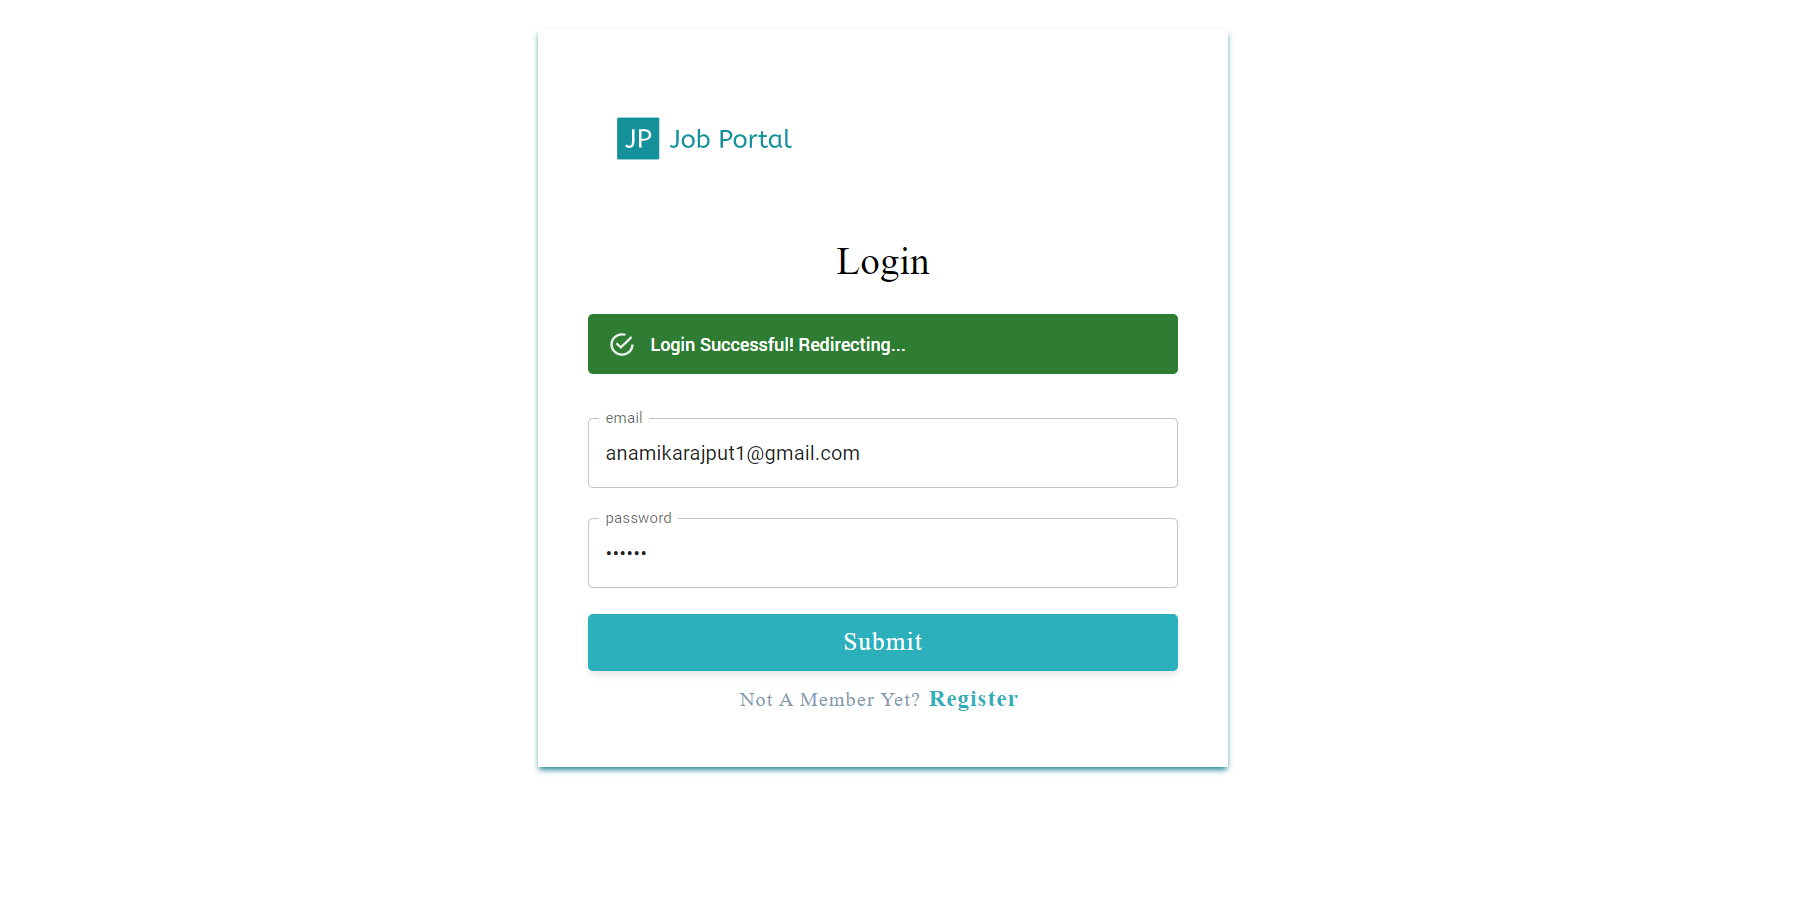 JP Job Portal
Login
Login Successful! Redirecting...
email
anamikarajput1@gmail.com
password
••••••
Submit
Not A Member Yet? Register